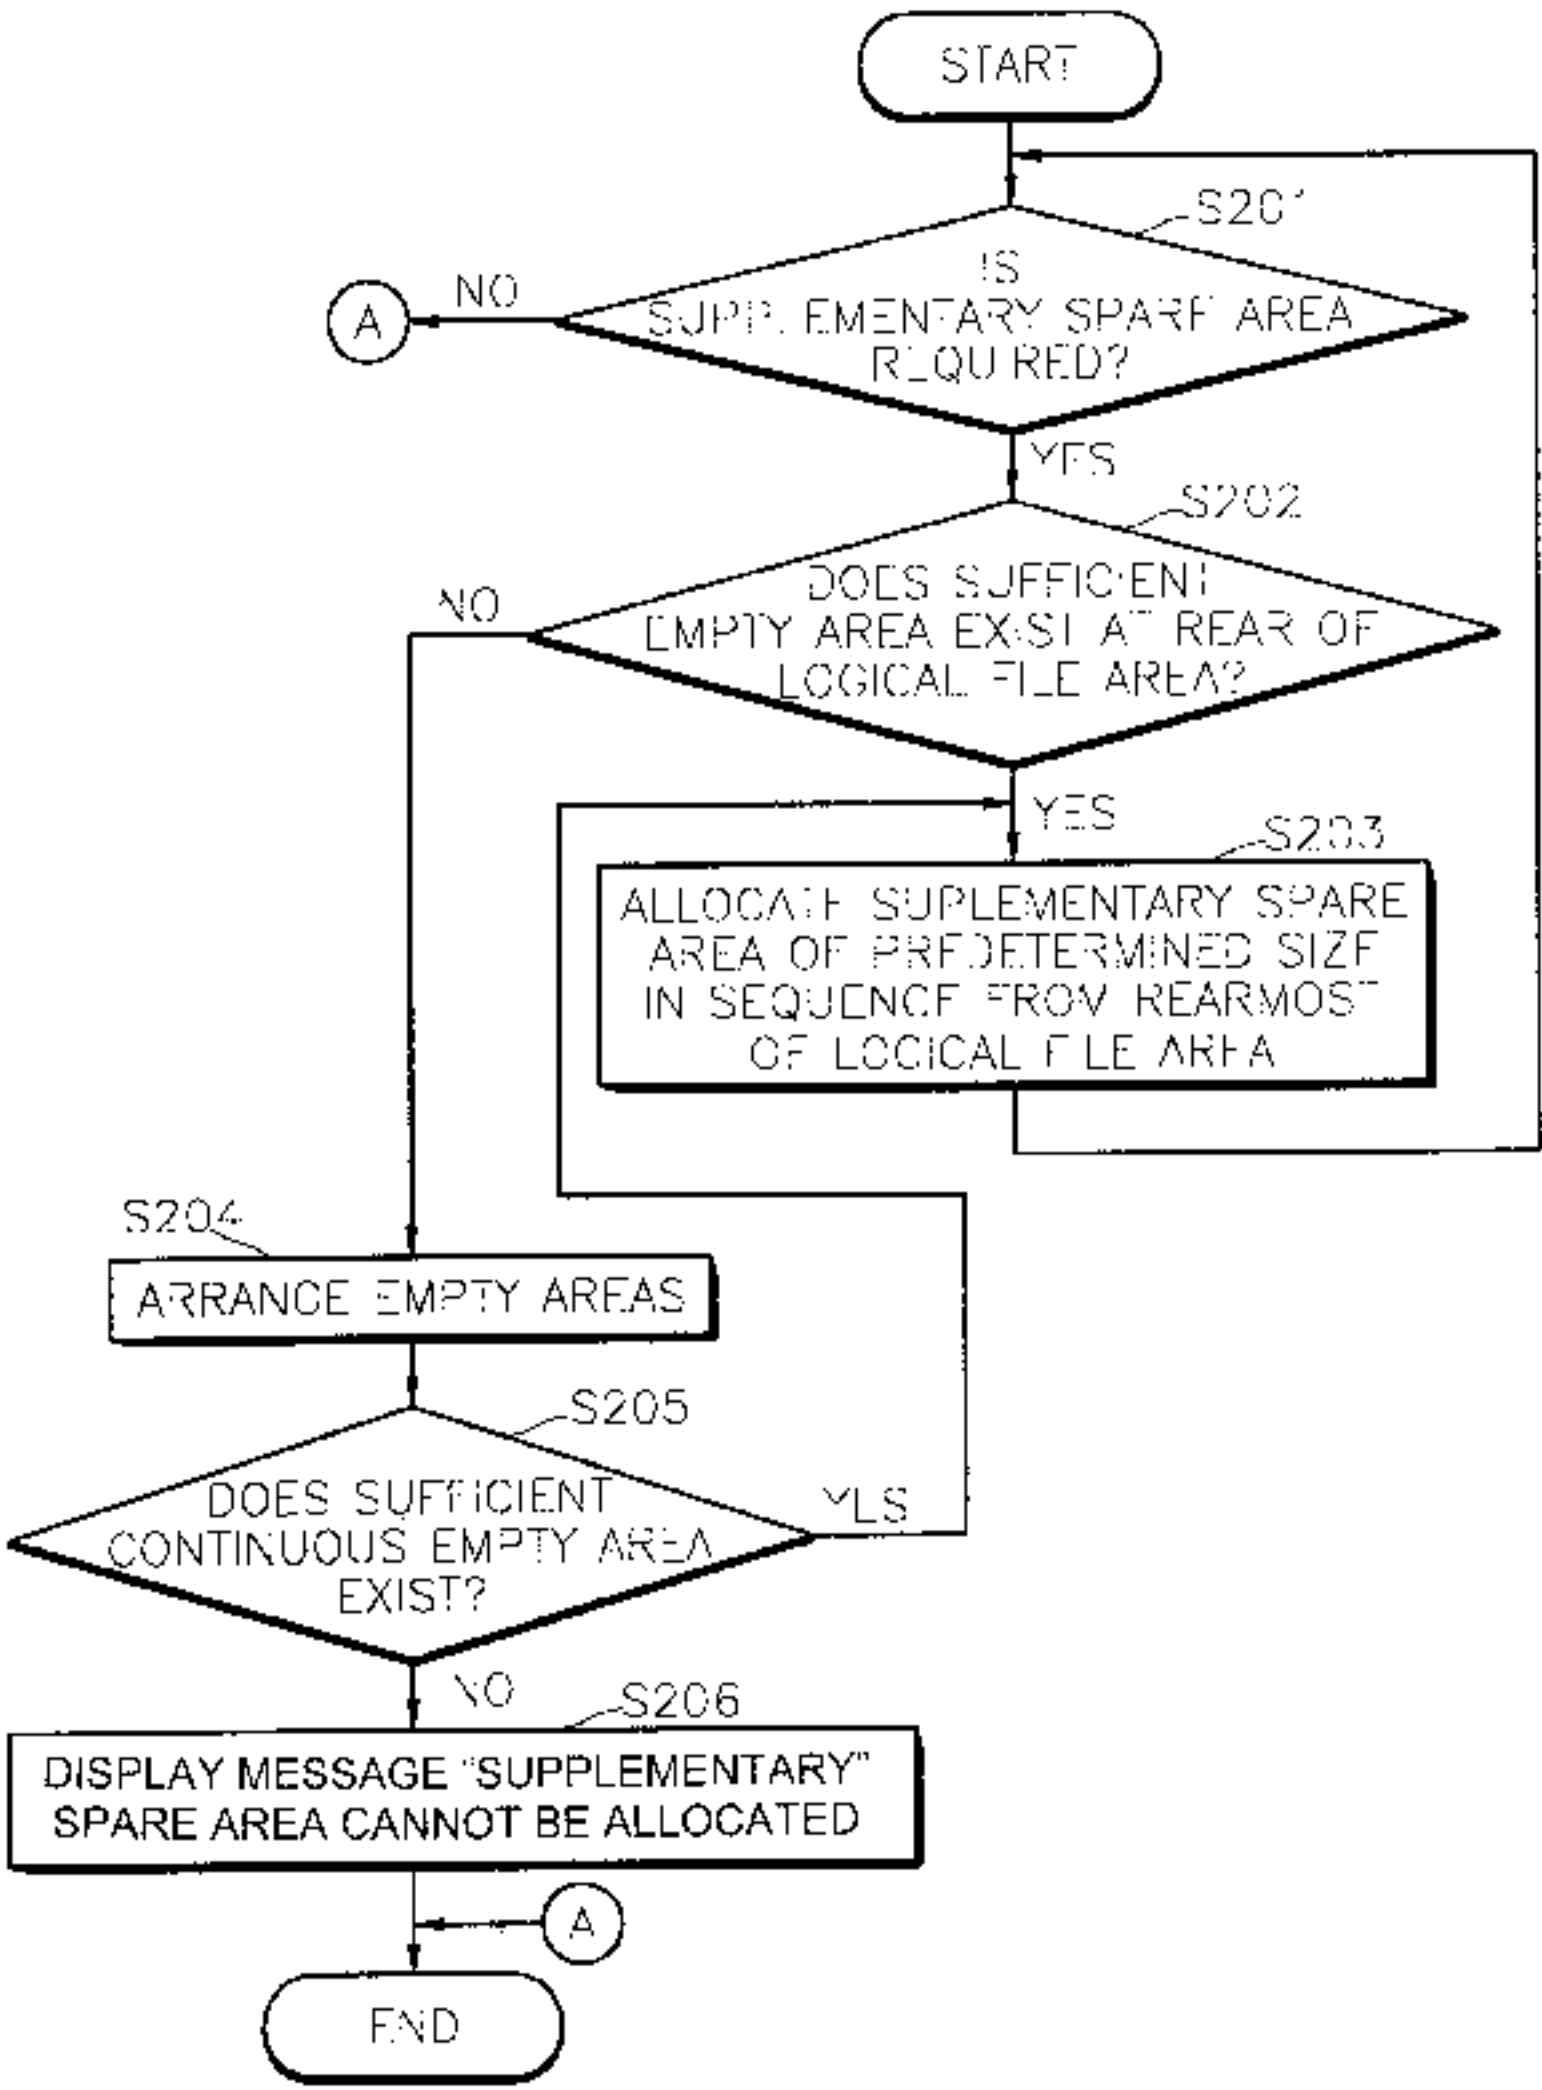 START
S201
IS
SUPPLEMENTARY SPARE AREA
REQUIRED?
NO
A
YES
S202
DOES SUFFICIENT
EMPTY AREA EXIST AT REAR OF
LOGICAL FILE AREA?
NO
YES
S203
ALLOCATE SUPLEMENTARY SPARE
AREA OF PREDETERMINED SIZE
IN SEQUENCE FROM REARMOST
OF LOGICAL FILE AREA
S204
ARRANGE EMPTY AREAS
S205
DOES SUFFICIENT
CONTINUOUS EMPTY AREA
EXIST?
YES
NO
S206
DISPLAY MESSAGE "SUPPLEMENTARY"
SPARE AREA CANNOT BE ALLOCATED
A
END